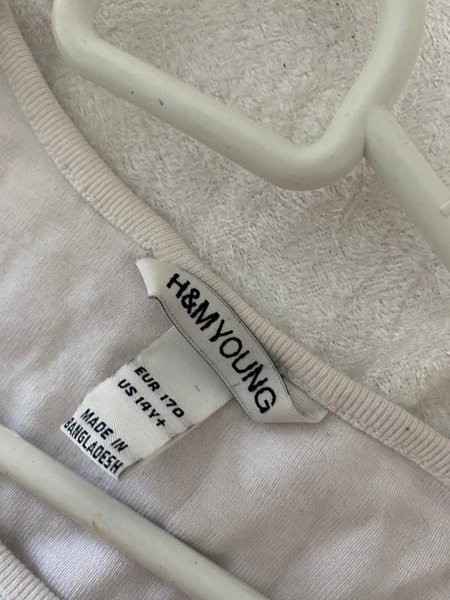 H&MYOUNG
EUR 170
US 14Y+
MADE IN
BANGLADESH